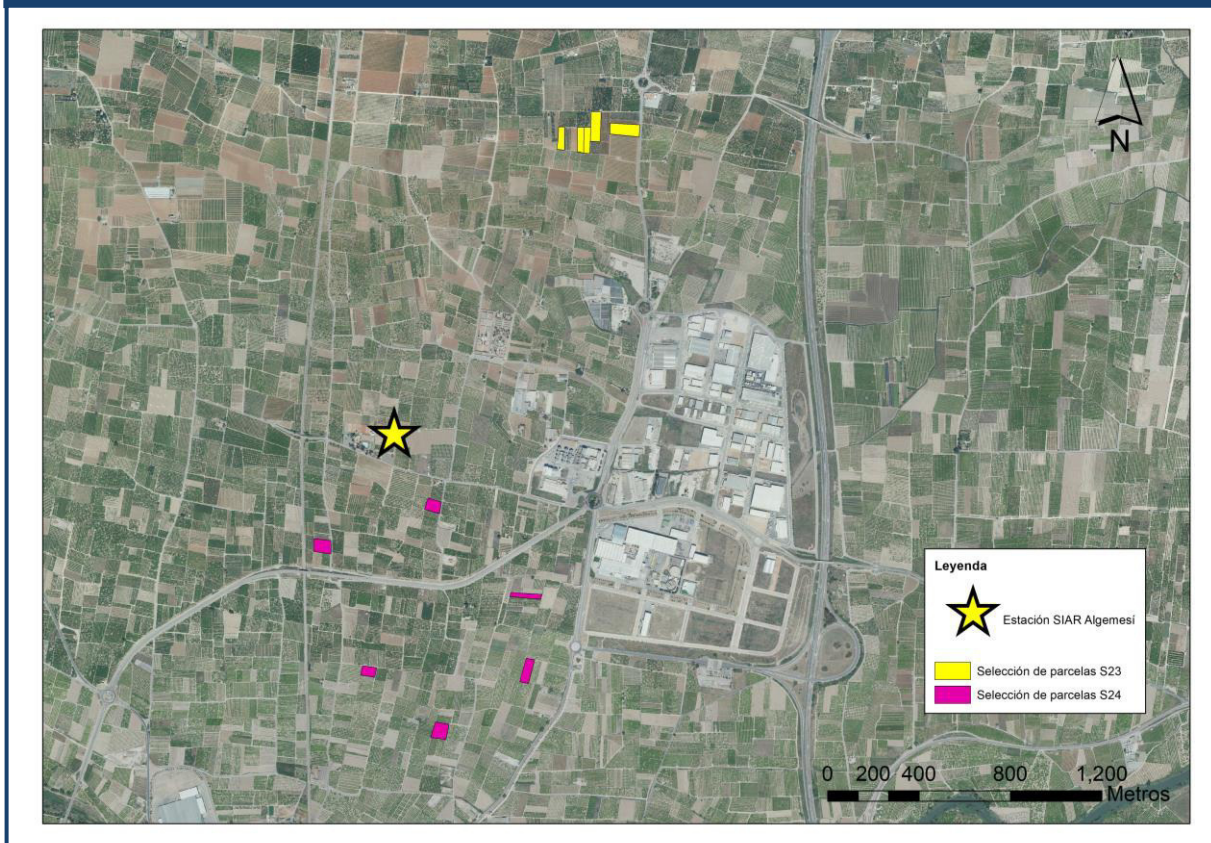 N
Leyenda
Estación SIAR Algemesí
Selección de parcelas S23
Selección de parcelas S24
0 200 400 800 1,200
Metros